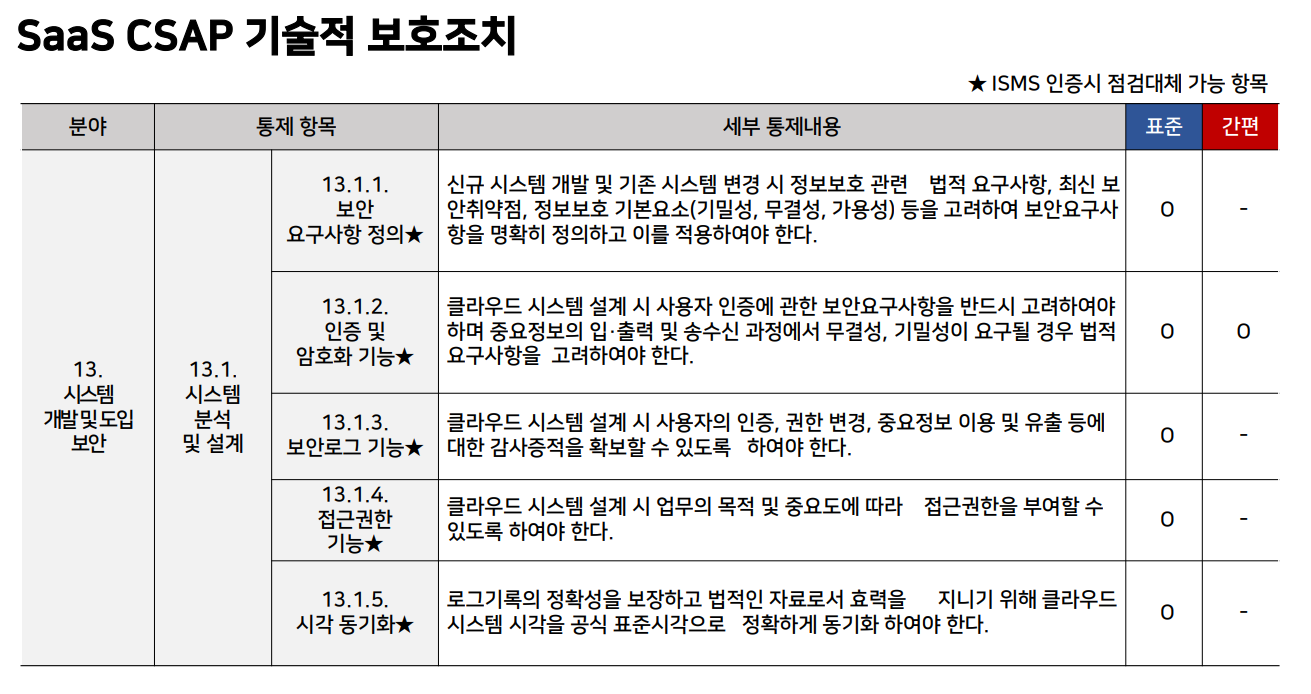 SaaS CSAP 기술적 보호조치
★ ISMS 인증시 점검대체 가능 항목
분야
통제 항목
세부 통제내용
표준
간편
13.
시스템
개발및도입
보안
13.1.
시스템
분석
및 설계
13.1.1.
보안
요구사항 정의★
신규 시스템 개발 및 기존 시스템 변경 시 정보보호 관련 법적 요구사항, 최신 보
안취약점, 정보보호 기본요소(기밀성, 무결성, 가용성) 등을 고려하여 보안요구사
항을 명확히 정의하고 이를 적용하여야 한다.
O
-
13.1.2.
인증 및
암호화 기능★
클라우드 시스템 설계 시 사용자 인증에 관한 보안요구사항을 반드시 고려하여야
하며 중요정보의 입·출력 및 송수신 과정에서 무결성, 기밀성이 요구될 경우 법적
요구사항을 고려하여야 한다.
O
O
13.1.3.
보안로그 기능★
클라우드 시스템 설계 시 사용자의 인증, 권한 변경, 중요정보 이용 및 유출 등에
대한 감사증적을 확보할 수 있도록 하여야 한다.
O
-
13.1.4.
접근권한
기능★
클라우드 시스템 설계 시 업무의 목적 및 중요도에 따라 접근권한을 부여할 수
있도록 하여야 한다.
O
-
13.1.5.
시각 동기화★
로그기록의 정확성을 보장하고 법적인 자료로서 효력을 지니기 위해 클라우드
시스템 시각을 공식 표준시각으로 정확하게 동기화 하여야 한다.
O
-